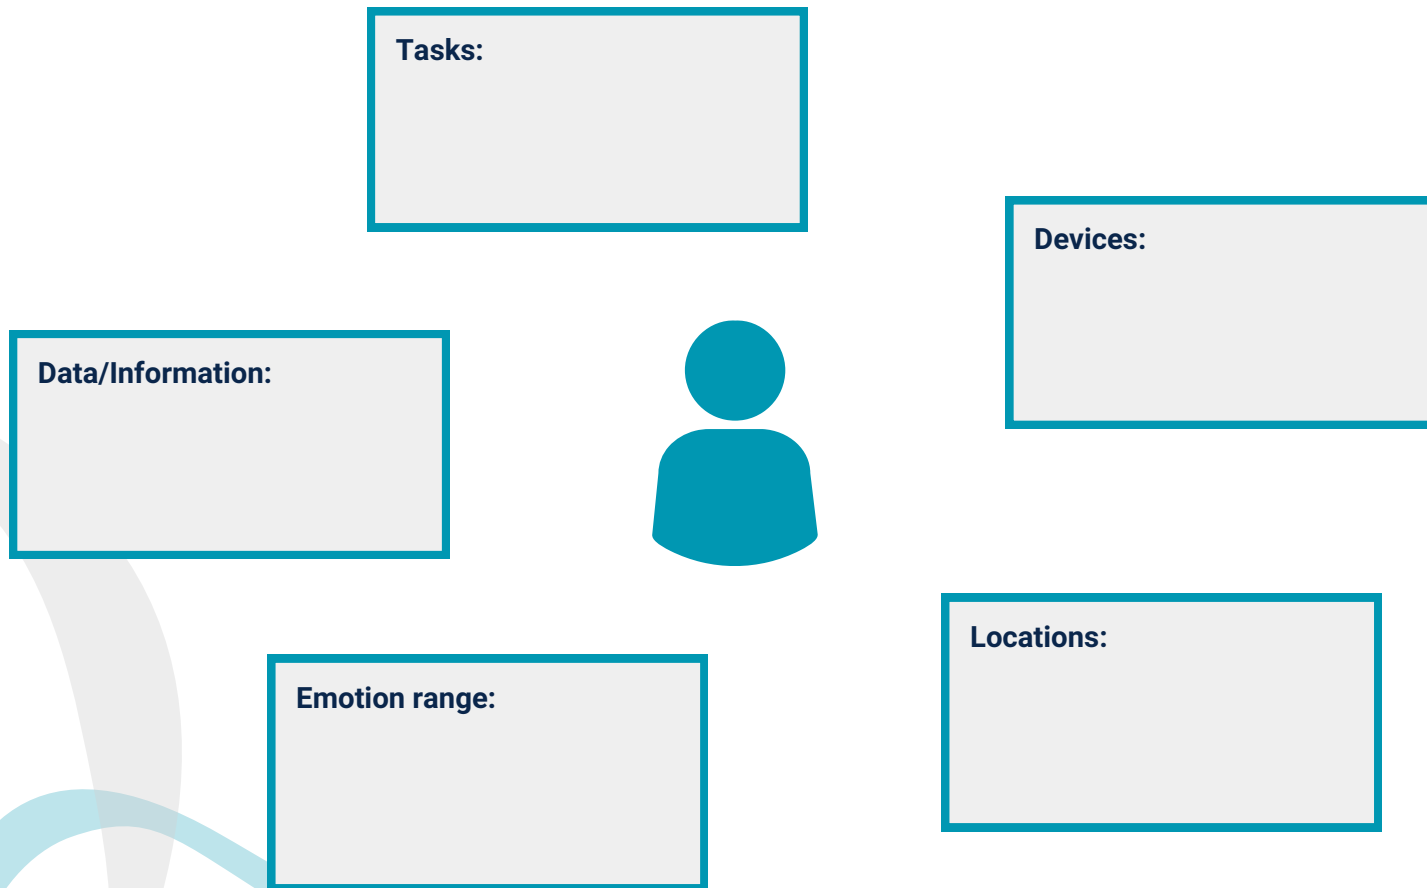 Tasks:
Devices:
Data/Information:
Locations:
Emotion range: